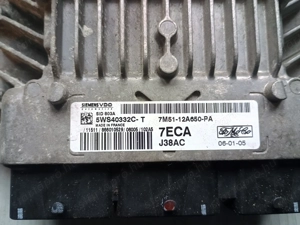 SIEMENS VDO
SID 803A
5WS40332C-T 7M51-12A650-PA
MADE IN FRANCE
7ECA
J38AC 06-01-05